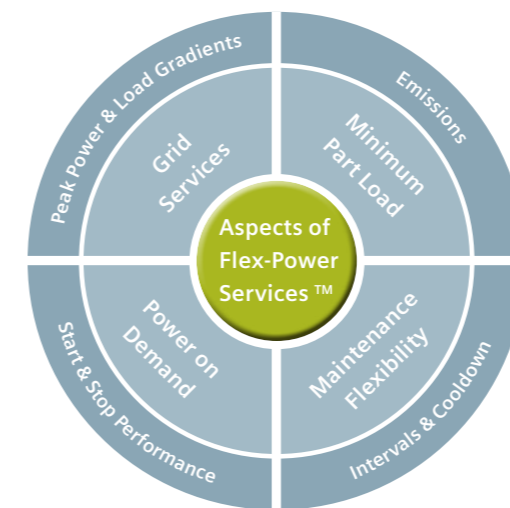 Peak Power & Load Gradients
Emissions
Grid
Services
Minimum
Part Load
Aspects of
Flex-Power
Services ™
Power on
Demand
Maintenance
Flexibility
Start & Stop Performance
Intervals & Cooldown